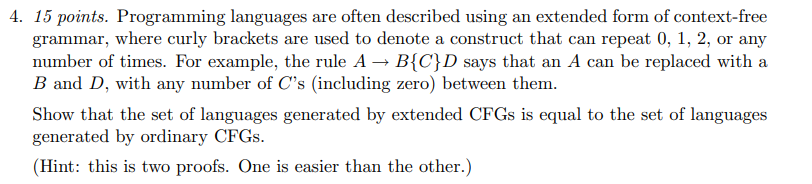 4. 15 points. Programming languages are often described using an extended form of context-free
grammar, where curly brackets are used to denote a construct that can repeat 0, 1, 2, or any
number of times. For example, the rule A → B{C}D says that an A can be replaced with a
B and D, with any number of C's (including zero) between them.
Show that the set of languages generated by extended CFGs is equal to the set of languages
generated by ordinary CFGs.
(Hint: this is two proofs. One is easier than the other.)